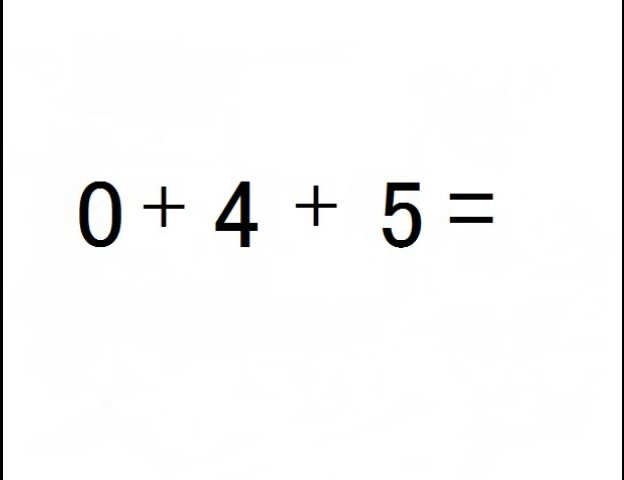 0 + 4 + 5 =